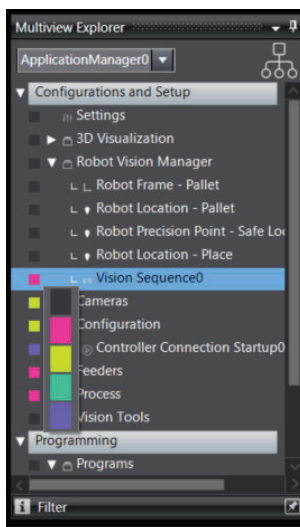 Multiview Explorer
ApplicationManager0
Configurations and Setup
Settings
3D Visualization
Robot Vision Manager
Robot Frame - Pallet
Robot Location - Pallet
Robot Precision Point - Safe Loc
Robot Location - Place
Vision Sequence0
Cameras
Configuration
Controller Connection Startup0
Feeders
Process
Vision Tools
Programming
Programs
Filter